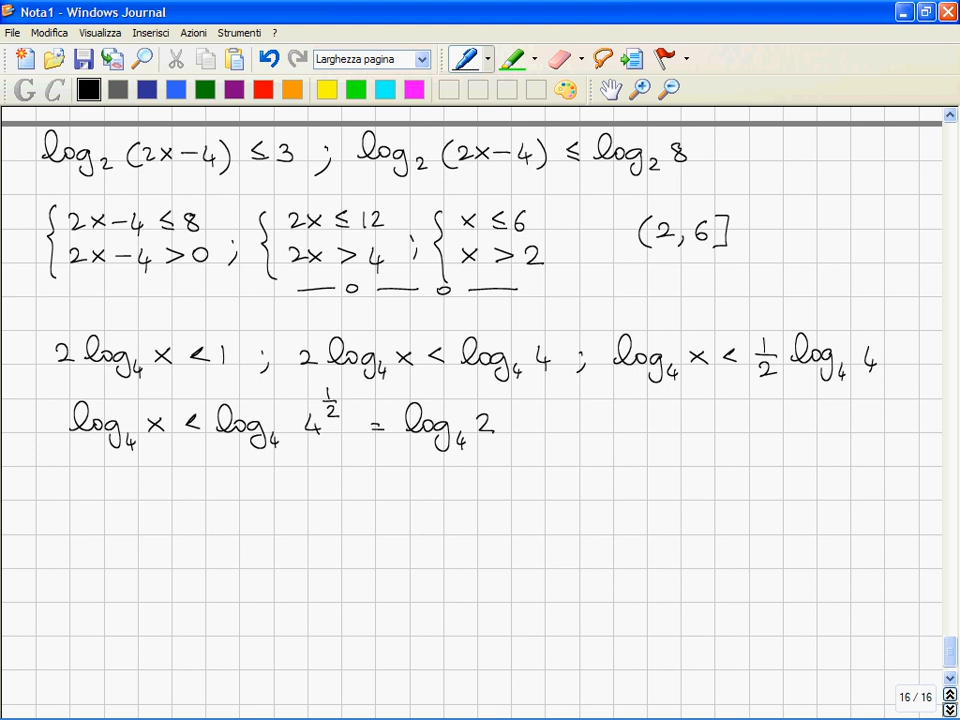 Nota1 - Windows Journal
File Modifica Visualizza Inserisci Azioni Strumenti ?
Larghezza pagina
G C
log₂ (2x-4) ≤ 3 ; log₂ (2x-4) ≤ log₂ 8
{ 2x-4 ≤ 8 { 2x ≤ 12 { x ≤ 6 (2, 6]
2x-4 > 0 ; 2x > 4 ; x > 2
— o — o —
2 log₄ x < 1 ; 2 log₄ x < log₄ 4 ; log₄ x < 1/2 log₄ 4
log₄ x < log₄ 4^(1/2) = log₄ 2
16 / 16